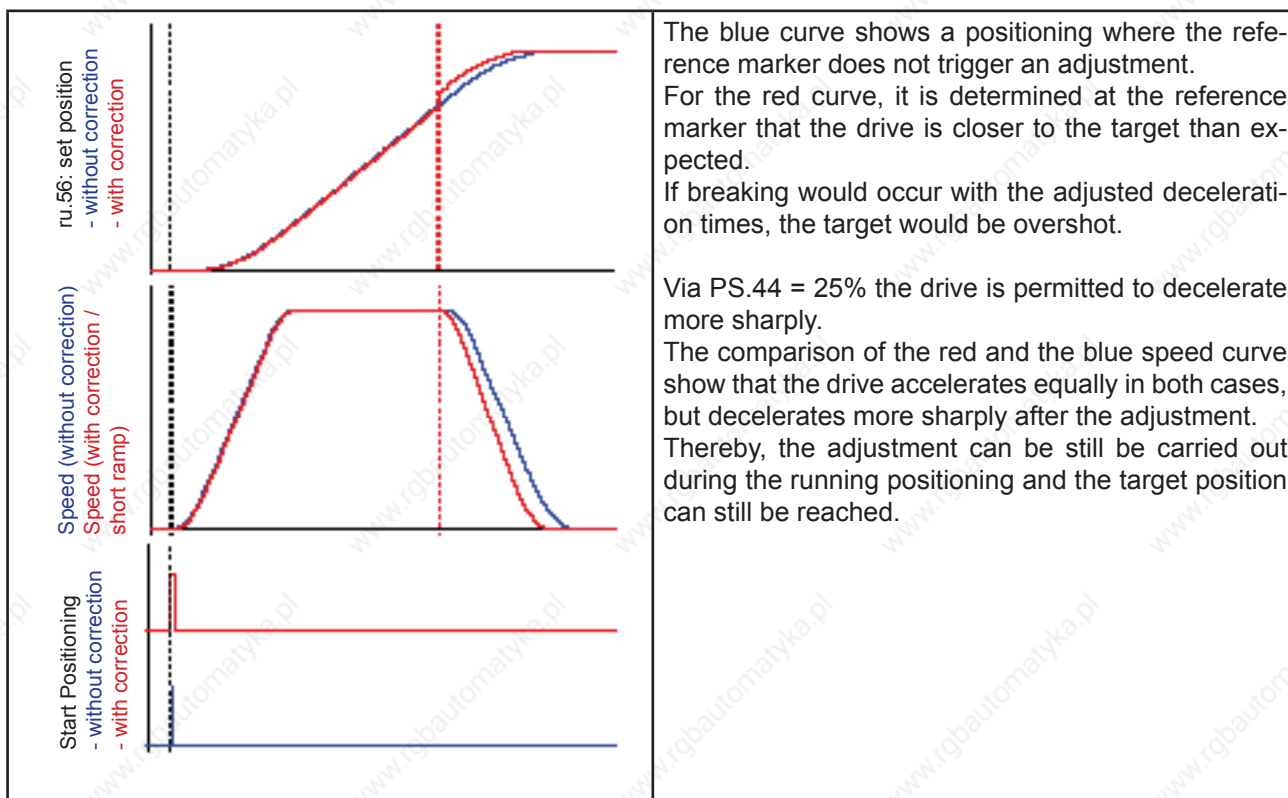 ru.56: set position
- without correction
- with correction
Speed (without correction)
Speed (with correction /
short ramp)
Start Positioning
- without correction
- with correction
The blue curve shows a positioning where the refe-
rence marker does not trigger an adjustment.
For the red curve, it is determined at the reference
marker that the drive is closer to the target than ex-
pected.
If breaking would occur with the adjusted decelerati-
on times, the target would be overshot.
Via PS.44 = 25% the drive is permitted to decelerate
more sharply.
The comparison of the red and the blue speed curve
show that the drive accelerates equally in both cases,
but decelerates more sharply after the adjustment.
Thereby, the adjustment can be still be carried out
during the running positioning and the target position
can still be reached.
www.rgbautomatyka.pl